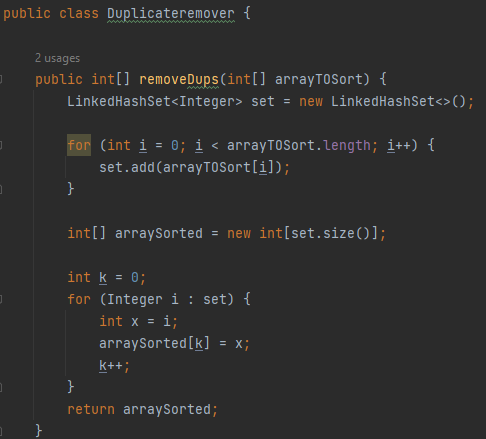 public class Duplicateremover {
2 usages
public int[] removeDups(int[] arrayTOSort) {
LinkedHashSet<Integer> set = new LinkedHashSet<>();
for (int i = 0; i < arrayTOSort.length; i++) {
set.add(arrayTOSort[i]);
}
int[] arraySorted = new int[set.size()];
int k = 0;
for (Integer i : set) {
int x = i;
arraySorted[k] = x;
k++;
}
return arraySorted;
}